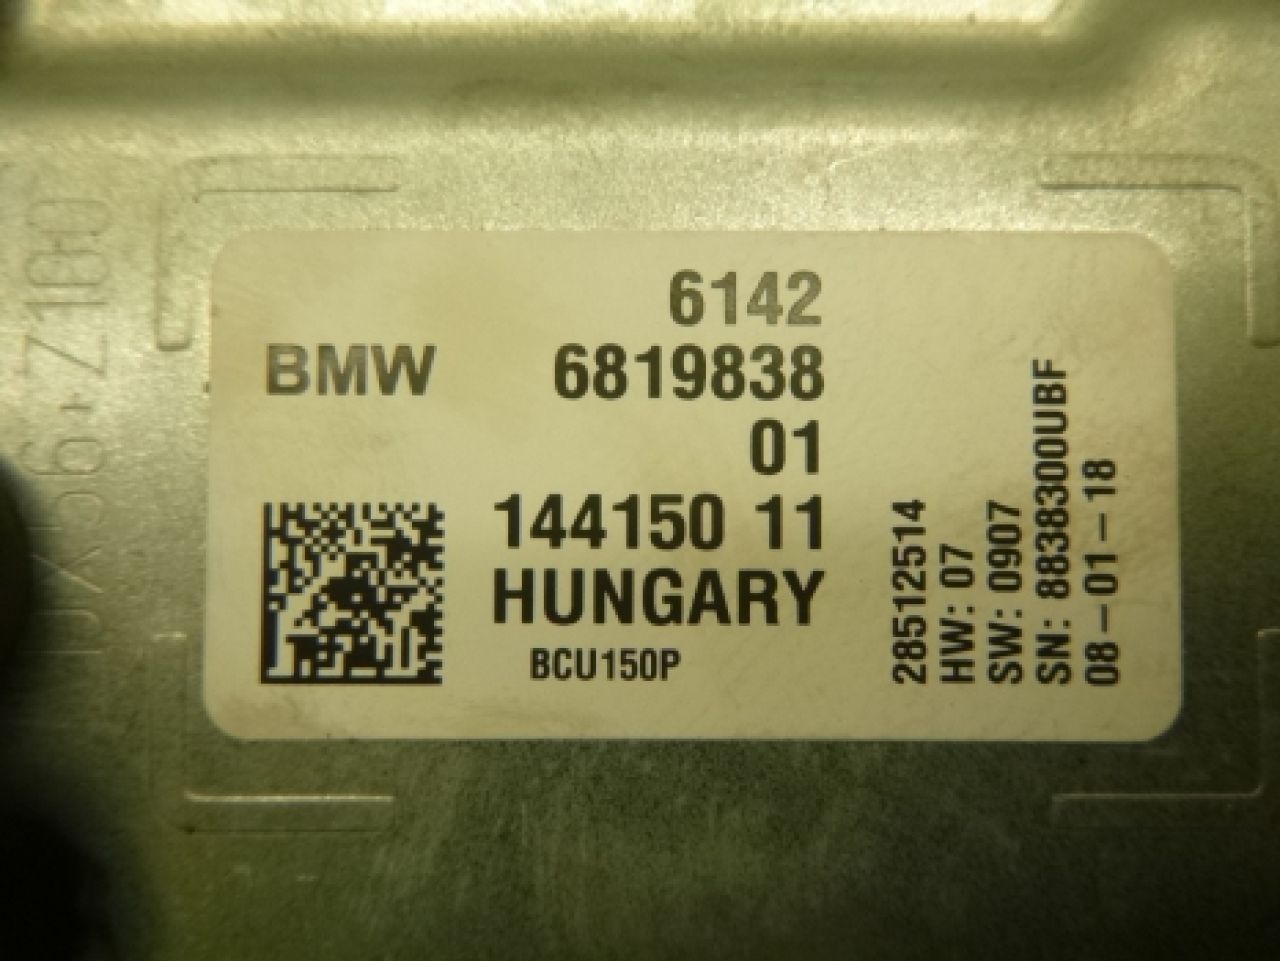 6142
BMW 6819838
01
144150 11
HUNGARY
BCU150P
28512514
HW: 07
SW: 0907
SN: 8838300UBF
08-01-18